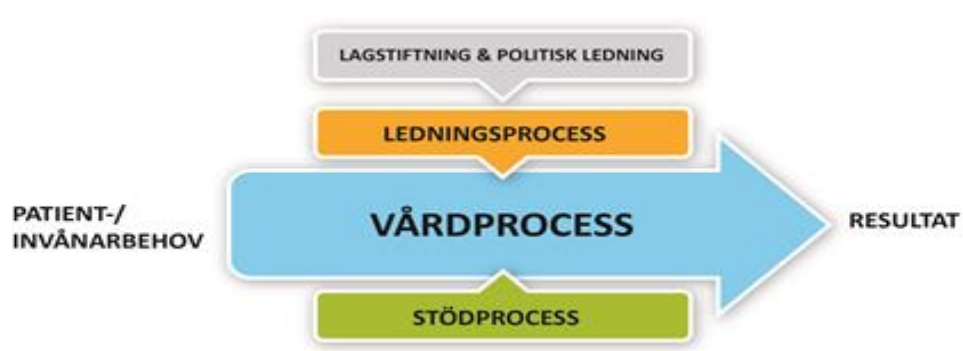 LAGSTIFTNING & POLITISK LEDNING
LEDNINGSPROCESS
PATIENT-/
INVÅNARBEHOV
VÅRDPROCESS
RESULTAT
STÖDPROCESS